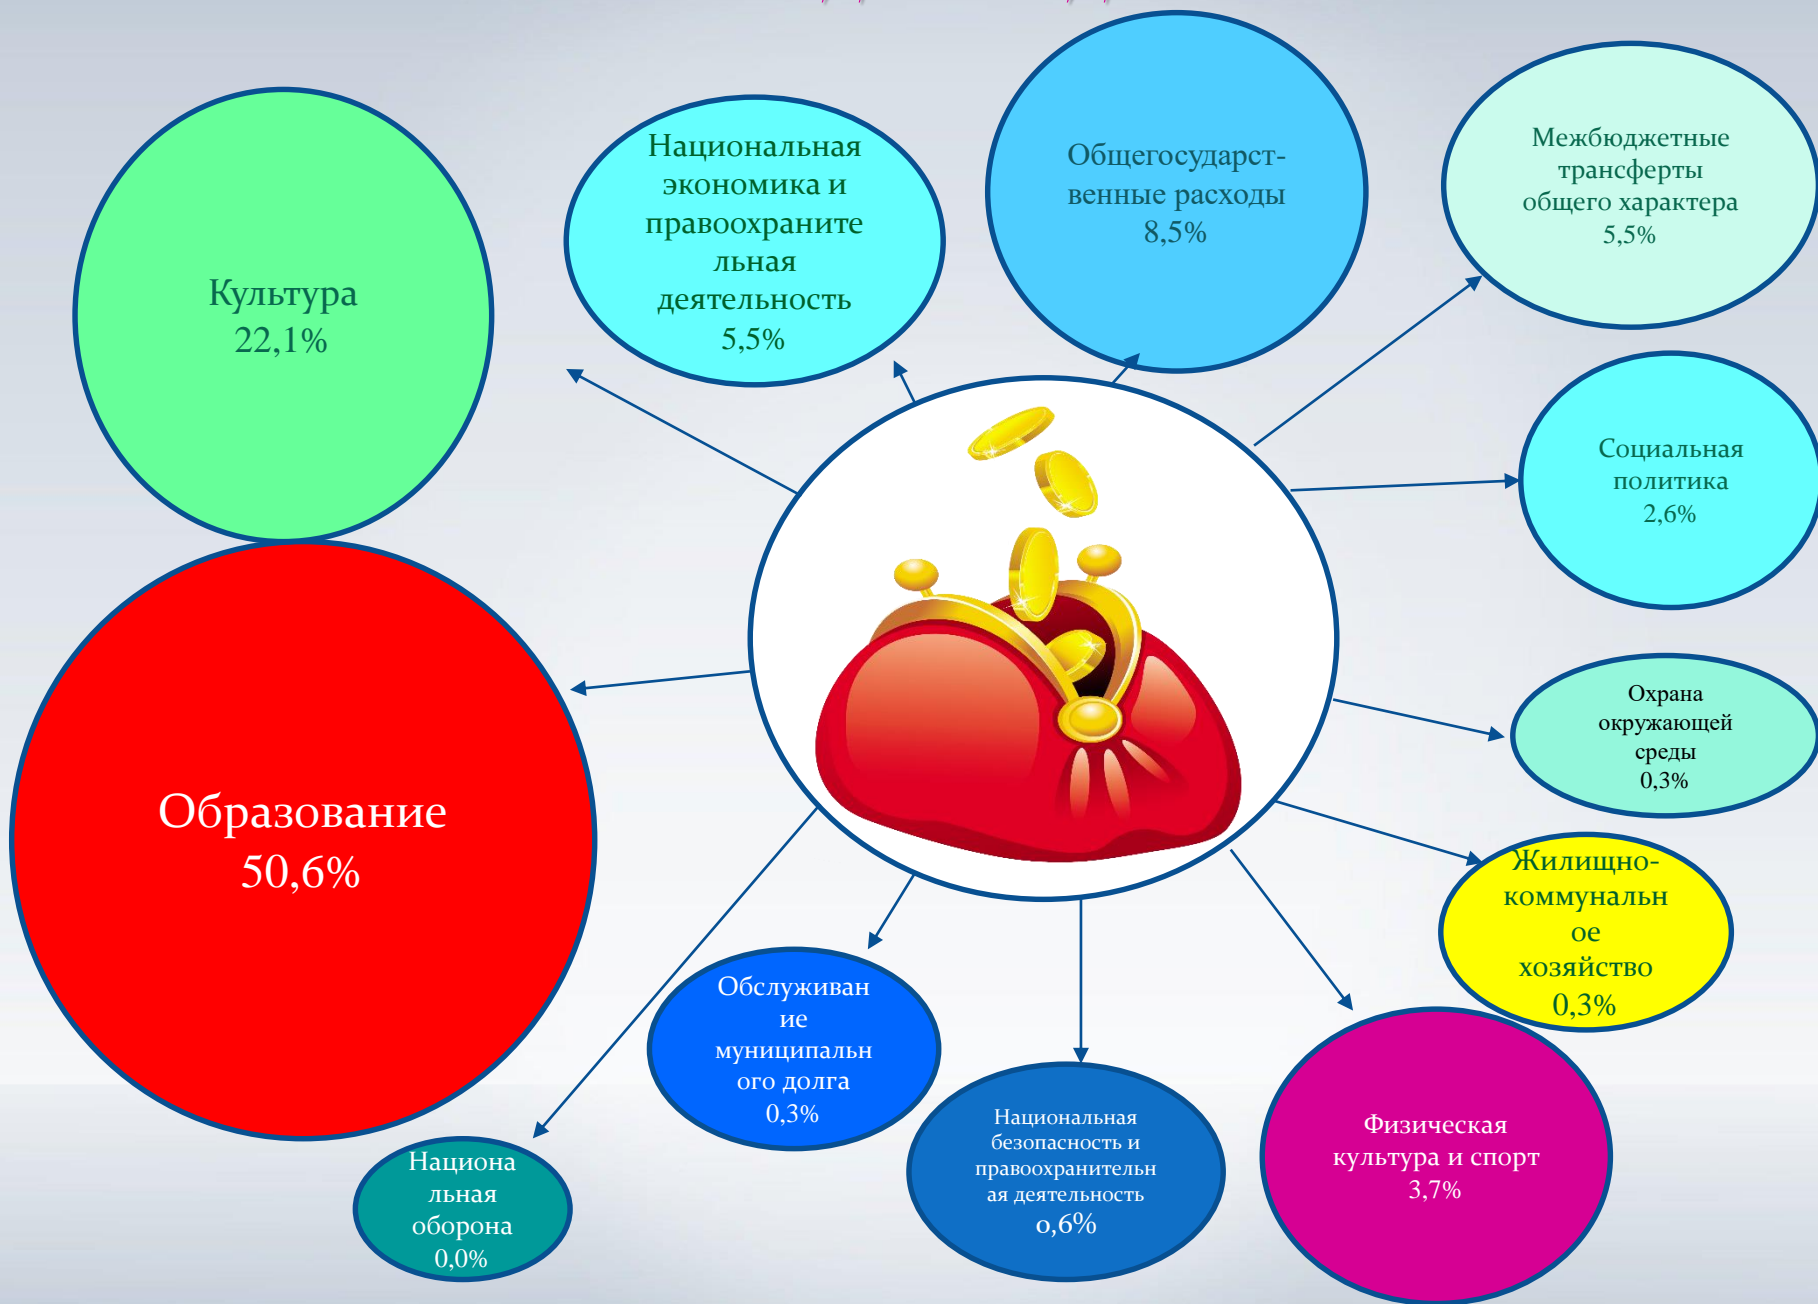 Культура
22,1%
Национальная
экономика и
правоохраните
льная
деятельность
5,5%
Общегосударст-
венные расходы
8,5%
Межбюджетные
трансферты
общего характера
5,5%
Социальная
политика
2,6%
Охрана
окружающей
среды
0,3%
Жилищно-
коммунальн
ое
хозяйство
0,3%
Физическая
культура и спорт
3,7%
Национальная
безопасность и
правоохранительн
ая деятельность
0,6%
Обслуживан
ие
муниципальн
ого долга
0,3%
Национа
льная
оборона
0,0%
Образование
50,6%